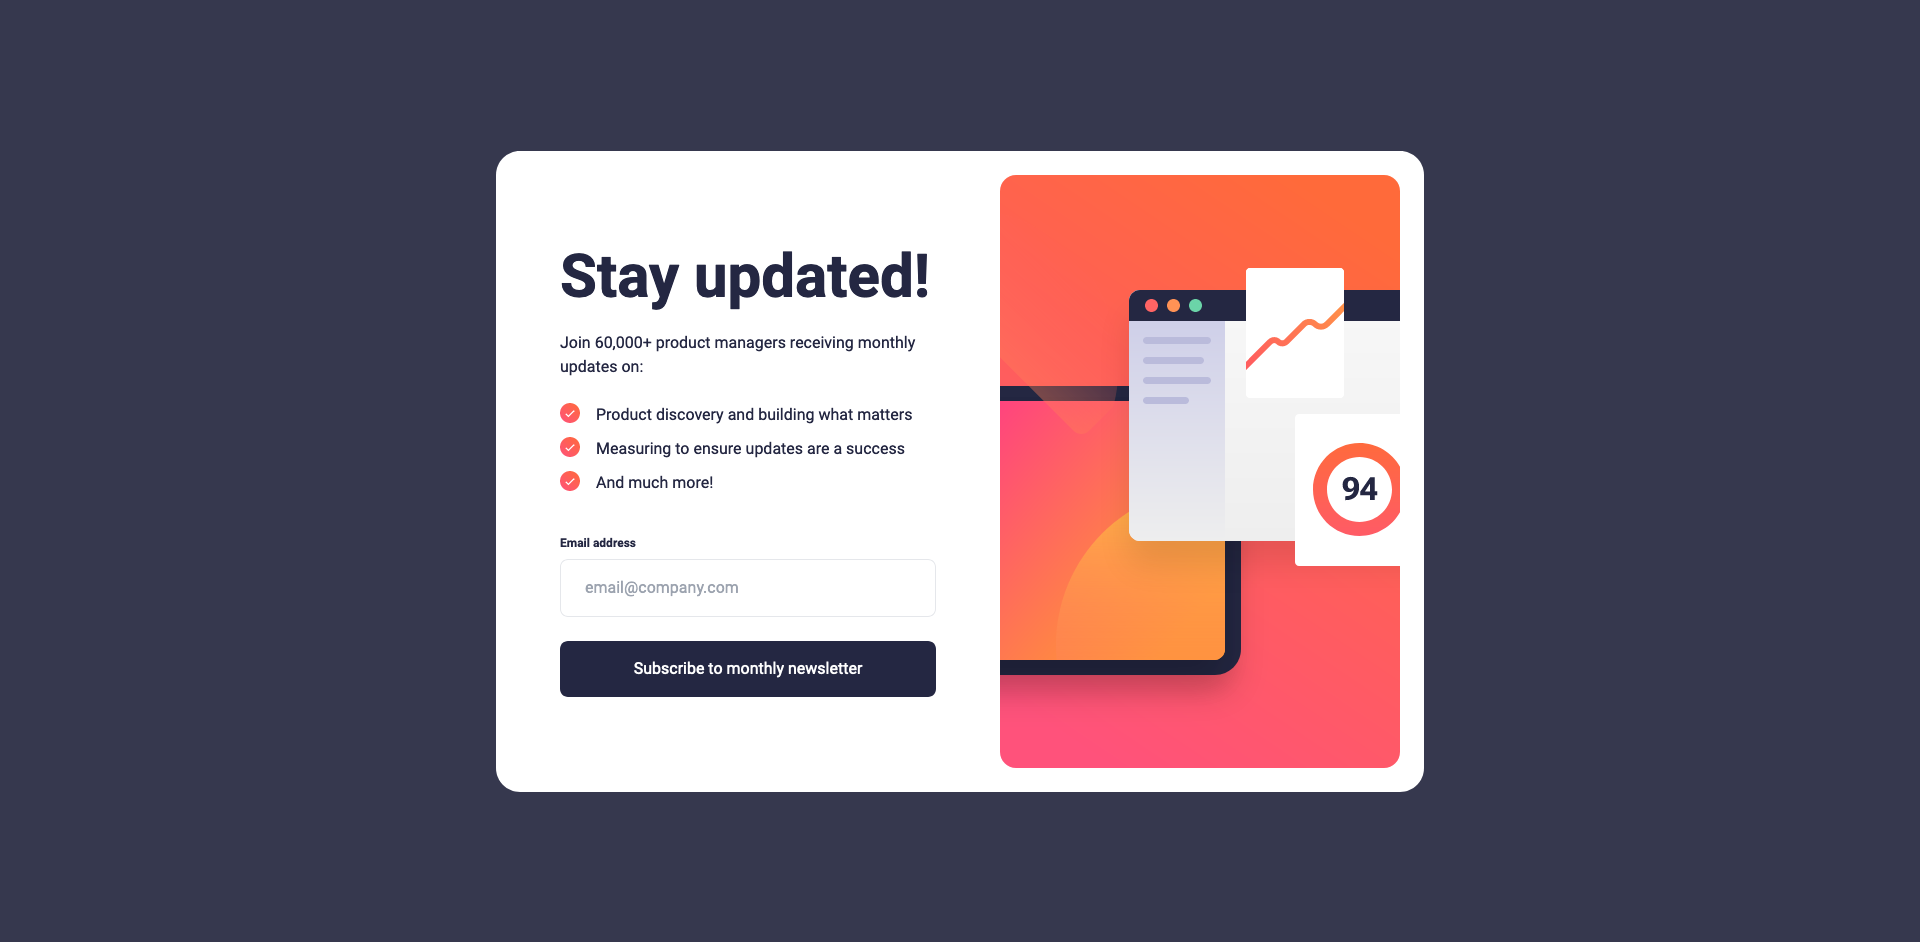 Stay updated!
Join 60,000+ product managers receiving monthly
updates on:
Product discovery and building what matters
Measuring to ensure updates are a success
And much more!
Email address
email@company.com
Subscribe to monthly newsletter
94